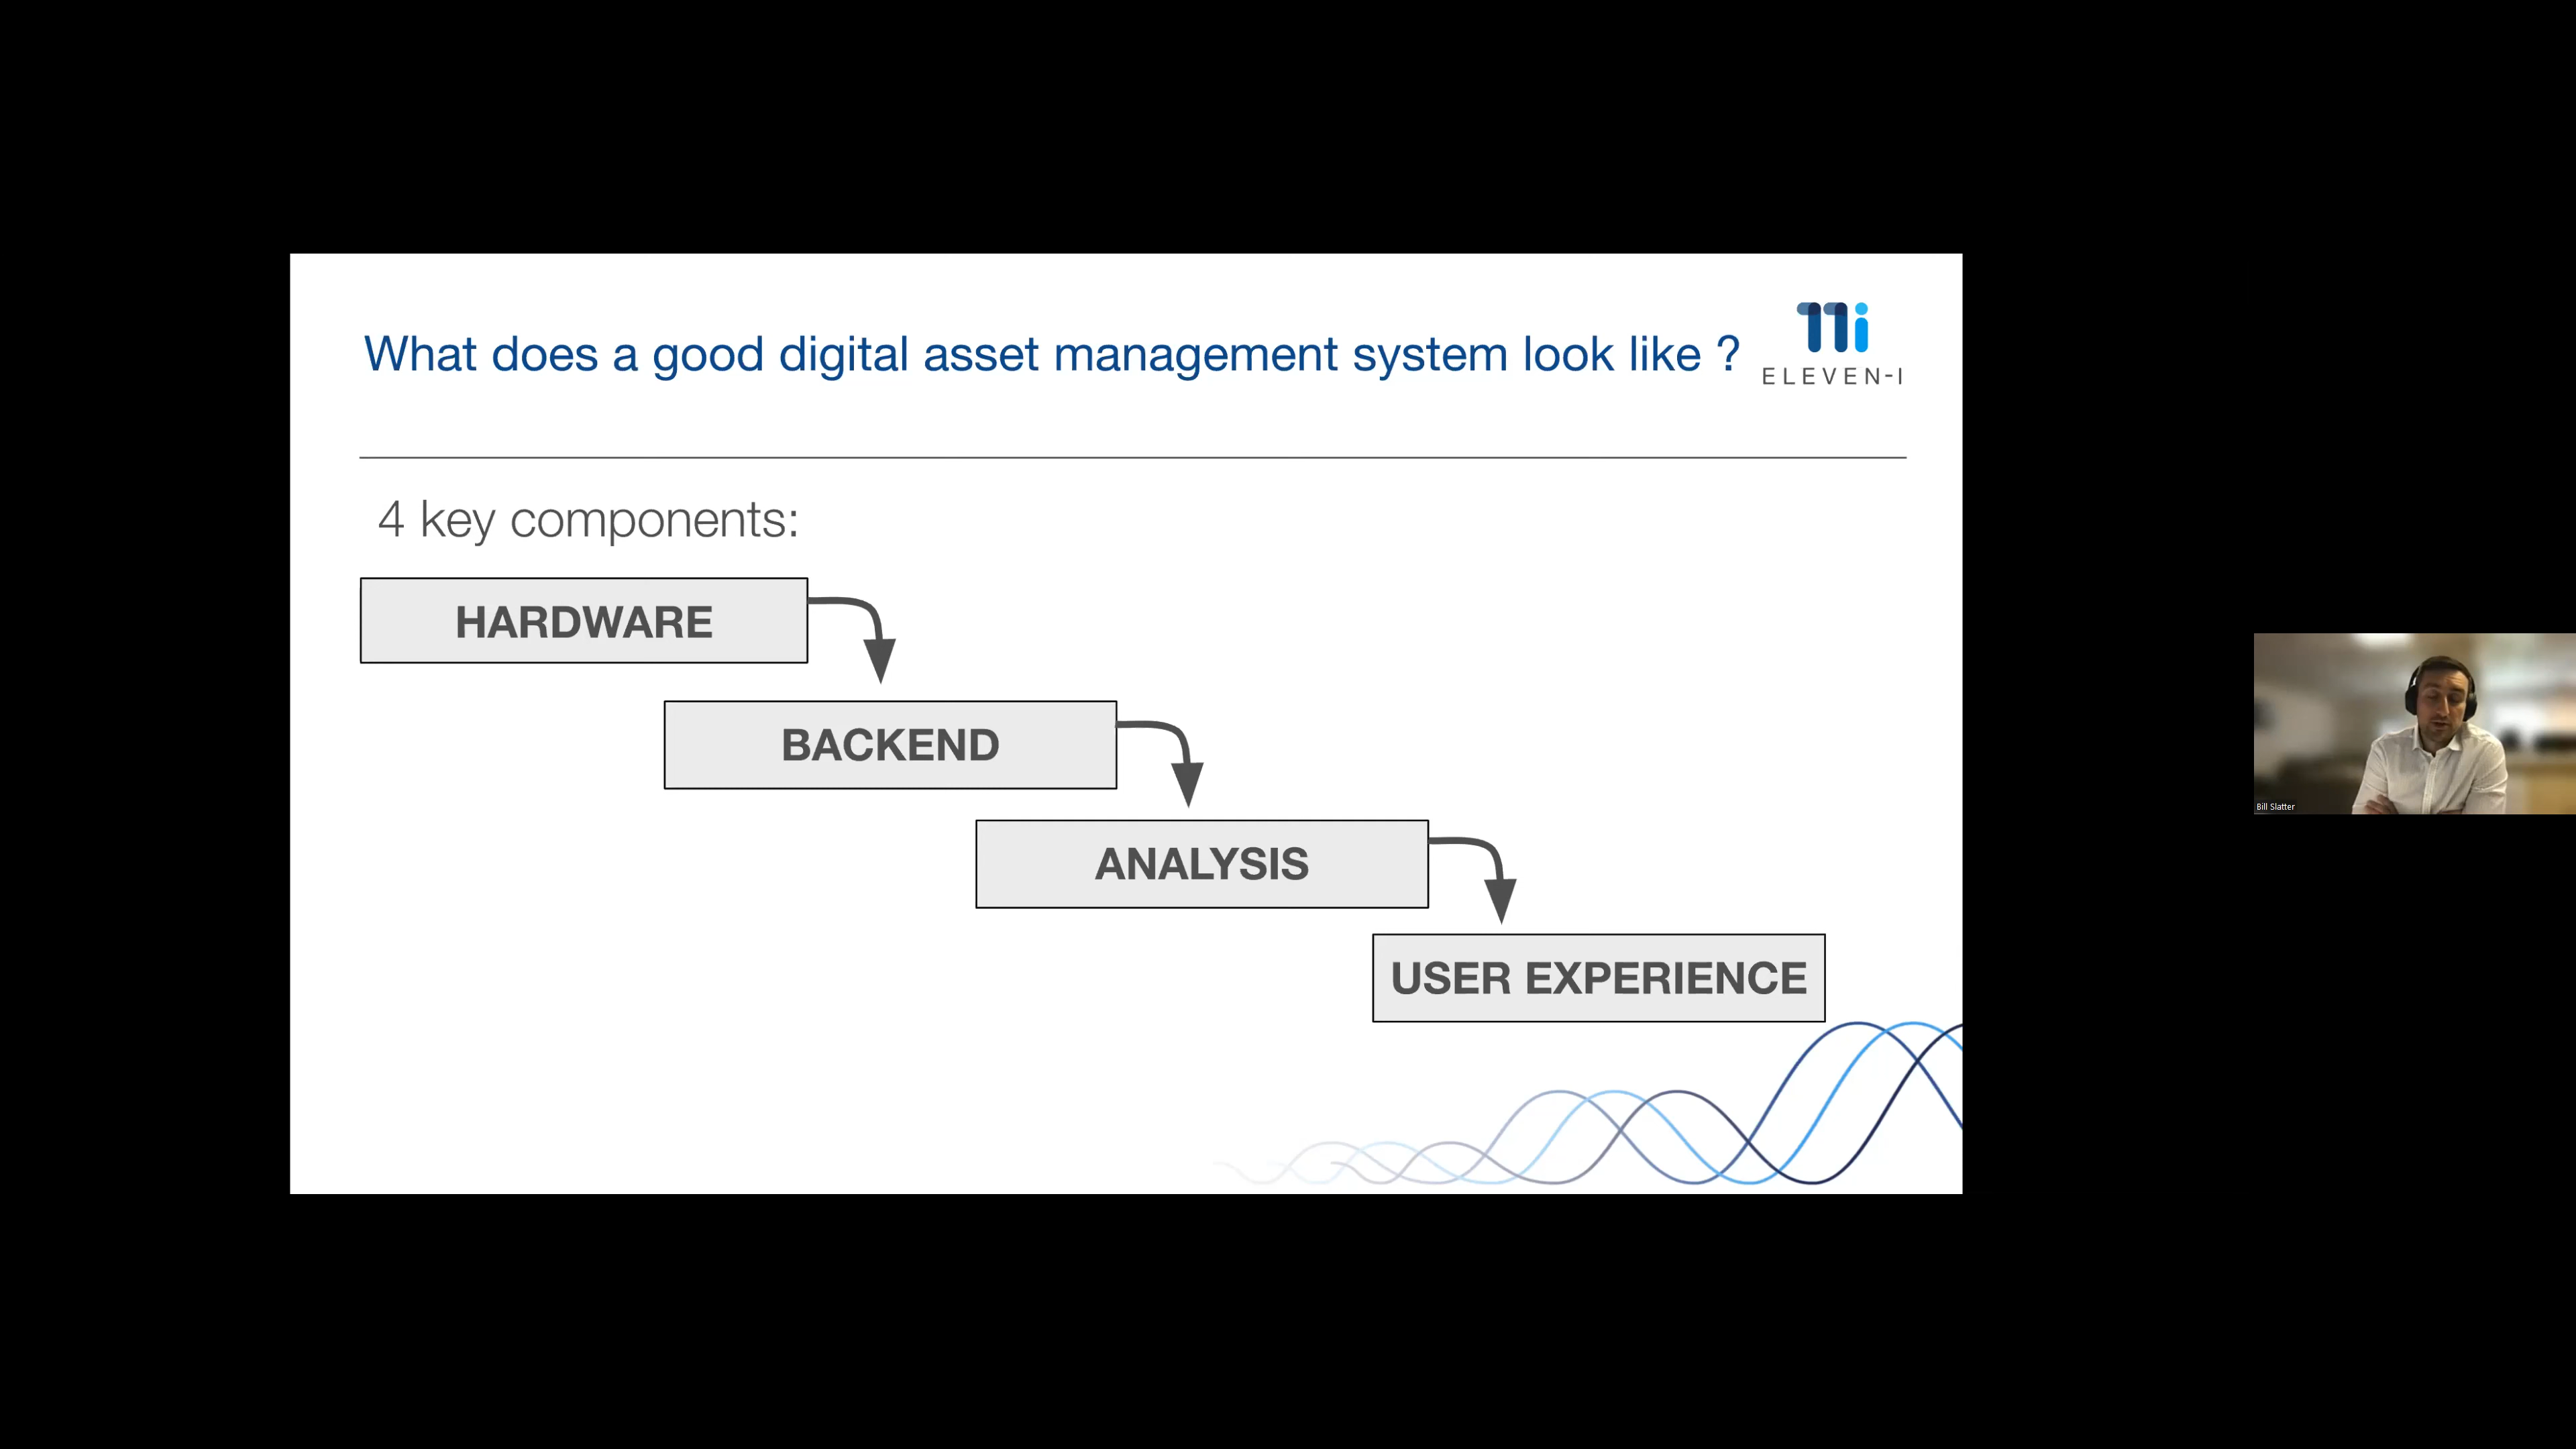 What does a good digital asset management system look like ?
11i
ELEVEN-I
4 key components:
HARDWARE
BACKEND
ANALYSIS
USER EXPERIENCE
Bill Slatter